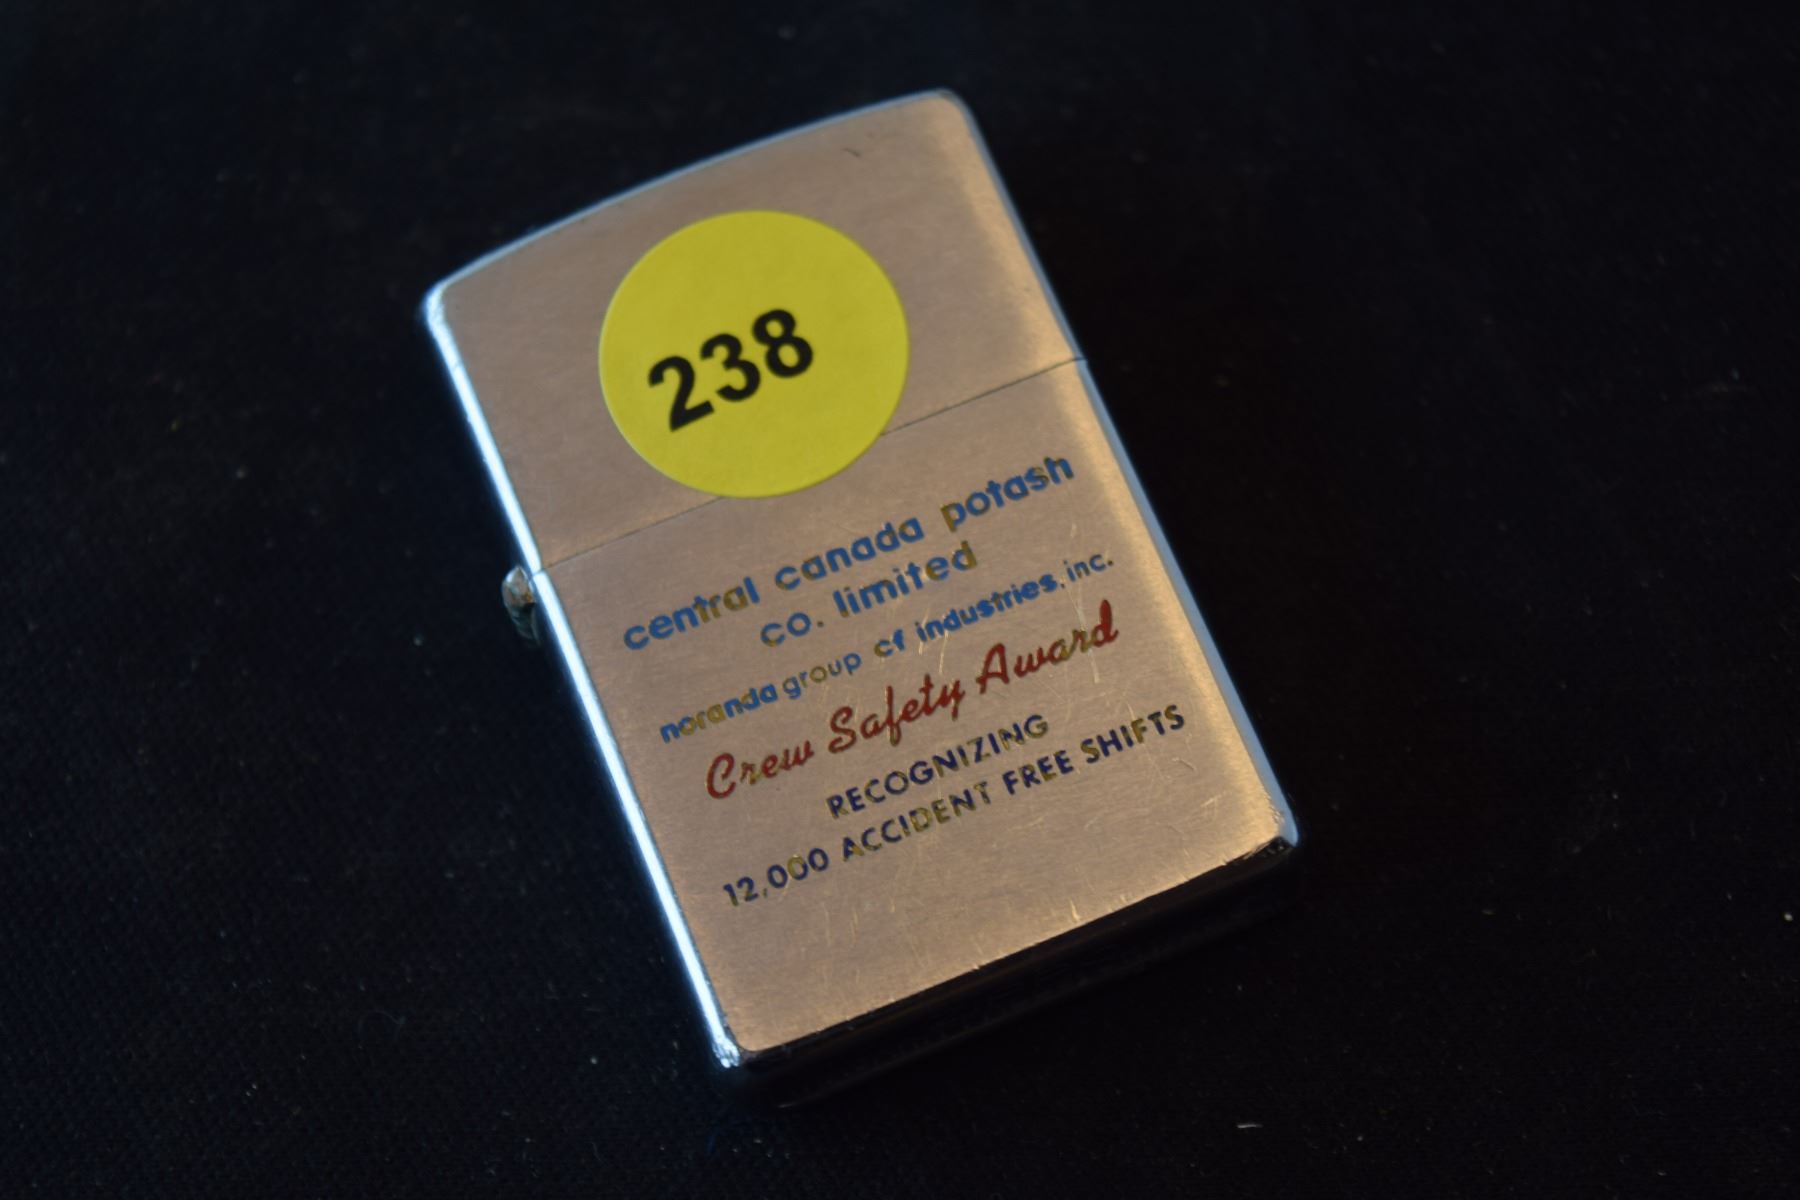 238
central canada potash
co. limited
noranda group of industries, inc.
Crew Safety Award
RECOGNIZING
12,000 ACCIDENT FREE SHIFTS